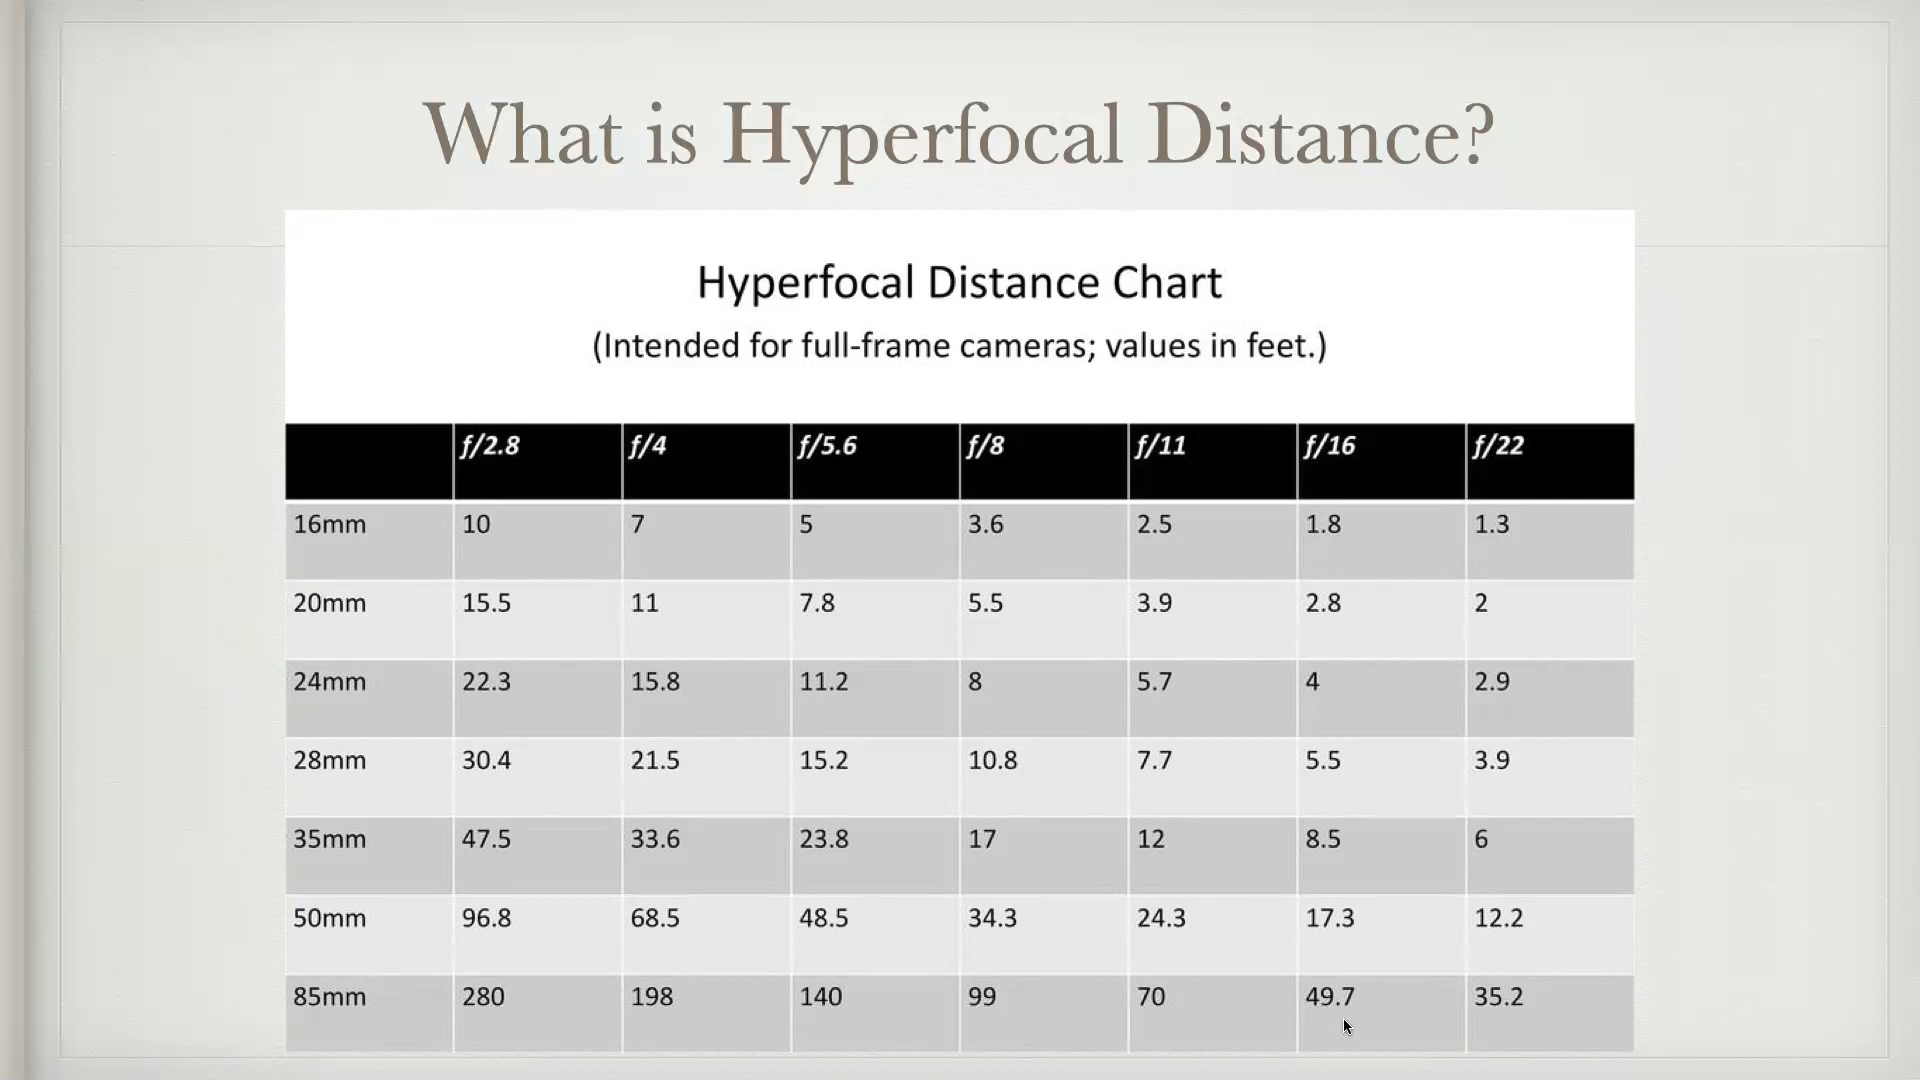 What is Hyperfocal Distance?
Hyperfocal Distance Chart
(Intended for full-frame cameras; values in feet.)
f/2.8 f/4 f/5.6 f/8 f/11 f/16 f/22
16mm 10 7 5 3.6 2.5 1.8 1.3
20mm 15.5 11 7.8 5.5 3.9 2.8 2
24mm 22.3 15.8 11.2 8 5.7 4 2.9
28mm 30.4 21.5 15.2 10.8 7.7 5.5 3.9
35mm 47.5 33.6 23.8 17 12 8.5 6
50mm 96.8 68.5 48.5 34.3 24.3 17.3 12.2
85mm 280 198 140 99 70 49.7 35.2